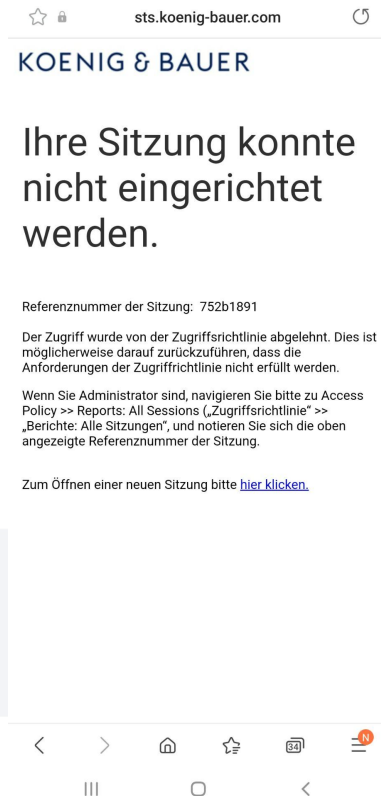 sts.koenig-bauer.com
KOENIG & BAUER
Ihre Sitzung konnte
nicht eingerichtet
werden.
Referenznummer der Sitzung: 752b1891
Der Zugriff wurde von der Zugriffsrichtlinie abgelehnt. Dies ist
möglicherweise darauf zurückzuführen, dass die
Anforderungen der Zugriffrichtlinie nicht erfüllt werden.
Wenn Sie Administrator sind, navigieren Sie bitte zu Access
Policy >> Reports: All Sessions („Zugriffsrichtlinie“ >>
„Berichte: Alle Sitzungen“, und notieren Sie sich die oben
angezeigte Referenznummer der Sitzung.
Zum Öffnen einer neuen Sitzung bitte hier klicken.
34
N